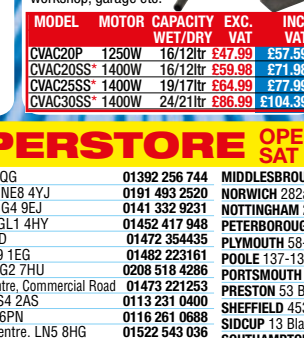 workshop, garage etc.
MODEL MOTOR CAPACITY EXC. INC
WET/DRY VAT VAT
CVAC20P 1250W 16/12ltr £47.99 £57.59
CVAC20SS* 1400W 16/12ltr £59.98 £71.98
CVAC25SS* 1400W 19/17ltr £64.99 £77.99
CVAC30SS* 1400W 24/21ltr £86.99 £104.39
PERSTORE OPE
SAT
QG 01392 256 744
NE8 4YJ 0191 493 2520
G4 9EJ 0141 332 9231
GL1 4HY 01452 417 948
D 01472 354435
9 1EG 01482 223161
G2 7HU 0208 518 4286
ntre, Commercial Road 01473 221253
S4 2AS 0113 231 0400
6PN 0116 261 0688
entre. LN5 8HG 01522 543 036
MIDDLESBROU
NORWICH 282a
NOTTINGHAM
PETERBOROUG
PLYMOUTH 58-
POOLE 137-13
PORTSMOUTH
PRESTON 53 B
SHEFFIELD 453
SIDCUP 13 Bla
SOUTHAMPTON